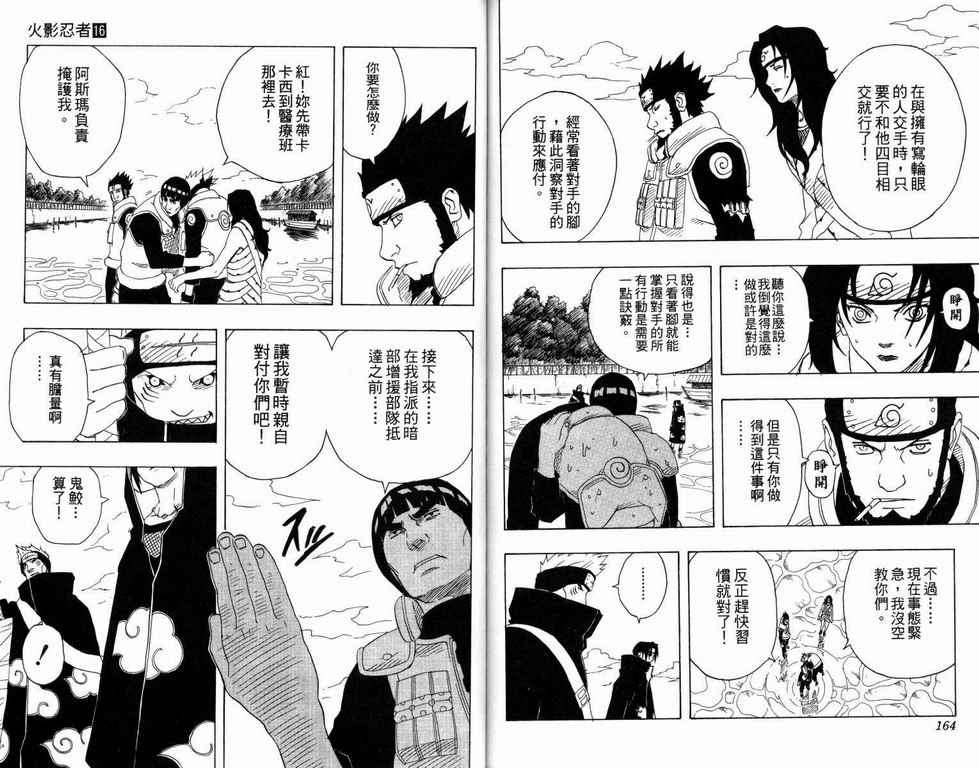 在與擁有寫輪眼
的人交手時，只
要不和他四目相
交就行了！
經常看著對手的腳
，藉此洞察對手的
行動來應付。
睜開
聽你這麼說…
我倒覺得這麼
做或許是對的
…
說得也是…
只看著腳就能
掌握對手的所
有行動是需要
一點訣竅。
但是只有你做
得到這件事啊
……
睜開
不過……
現在事態緊
急，我沒空
教你們。
反正趕快習
慣就對了！
………
164
火影忍者16
你要怎麼做？
紅！妳先帶卡
卡西到醫療班
那裡去！
阿斯瑪負責
掩護我。
接下來……
在我指派的暗
部增援部隊抵
達之前……
讓我暫時親自
對付你們吧！
真有膽量啊
……
鬼鮫…
算了！
！